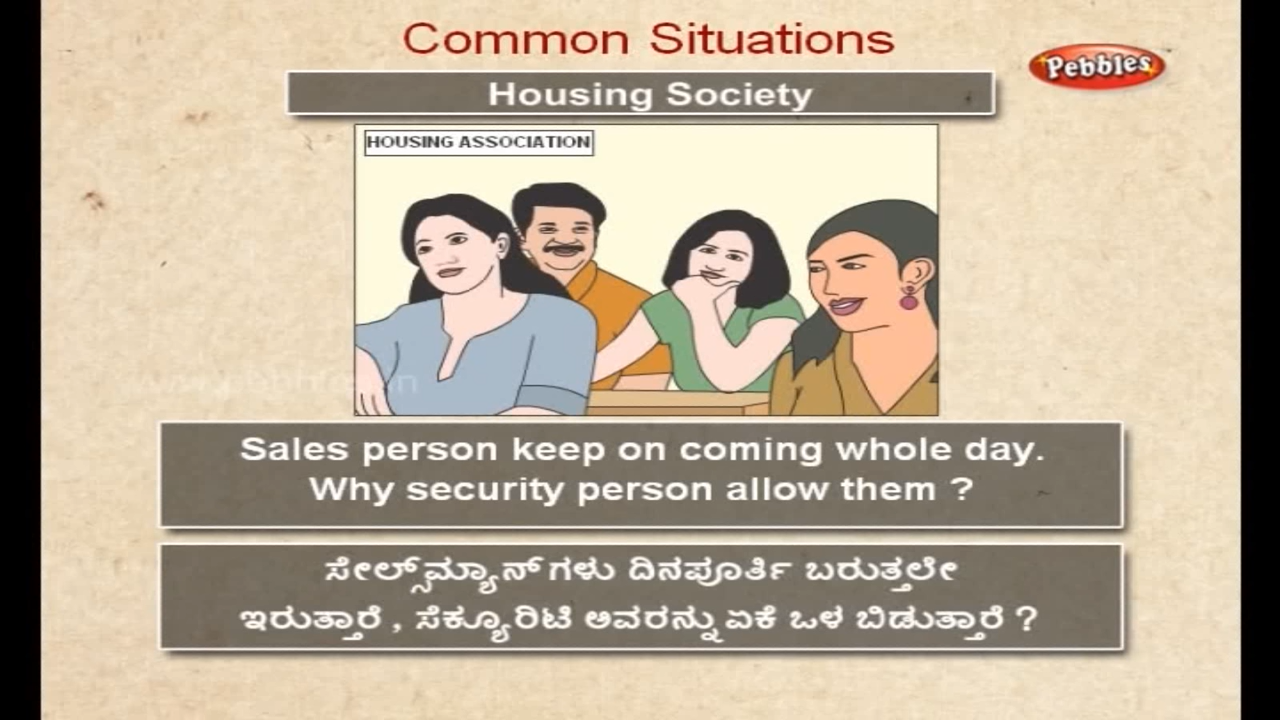 Common Situations
Pebbles
Housing Society
HOUSING ASSOCIATION
Sales person keep on coming whole day.
Why security person allow them ?
ಸೇಲ್ಸ್‌ಮ್ಯಾನ್‌ಗಳು ದಿನಪೂರ್ತಿ ಬರುತ್ತಲೇ
ಇರುತ್ತಾರೆ , ಸೆಕ್ಯೂರಿಟಿ ಅವರನ್ನು ಏಕೆ ಒಳ ಬಿಡುತ್ತಾರೆ ?